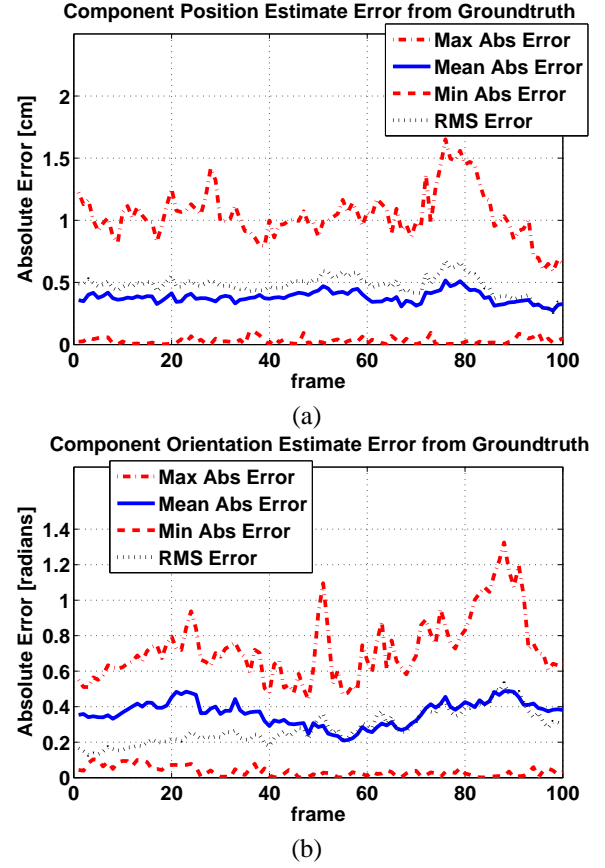 Component Position Estimate Error from Groundtruth
Max Abs Error
Mean Abs Error
Min Abs Error
RMS Error
Absolute Error [cm]
2
1.5
1
0.5
0
0 20 40 60 80 100
frame
(a)
Component Orientation Estimate Error from Groundtruth
Max Abs Error
Mean Abs Error
Min Abs Error
RMS Error
Absolute Error [radians]
1.4
1.2
1
0.8
0.6
0.4
0.2
0
0 20 40 60 80 100
frame
(b)